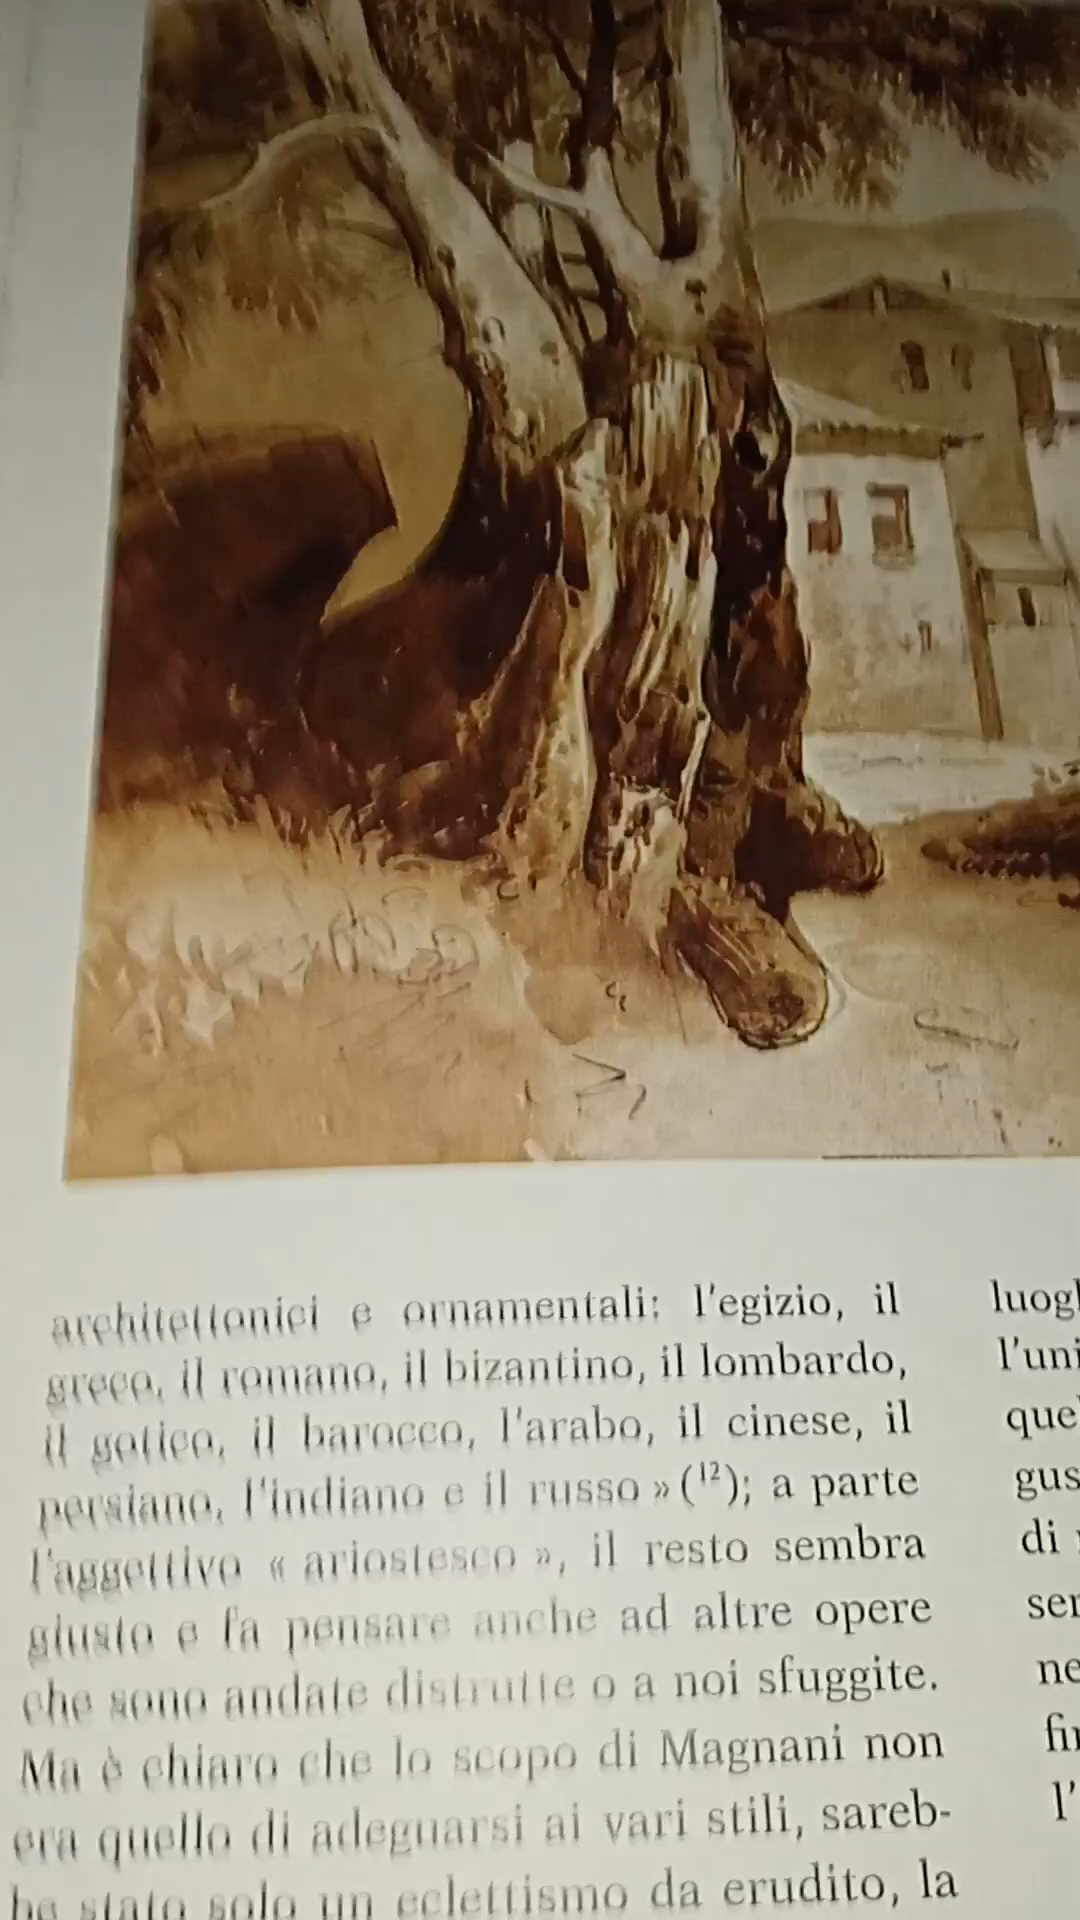 architettonici e ornamentali: l'egizio, il
greco, il romano, il bizantino, il lombardo,
il gotico, il barocco, l'arabo, il cinese, il
persiano, l'indiano e il russo » (¹²); a parte
l'aggettivo « ariostesco », il resto sembra
giusto e fa pensare anche ad altre opere
che sono andate distrutte o a noi sfuggite.
Ma è chiaro che lo scopo di Magnani non
era quello di adeguarsi ai vari stili, sareb-
be stato solo un eclettismo da erudito, la
l'uni
di